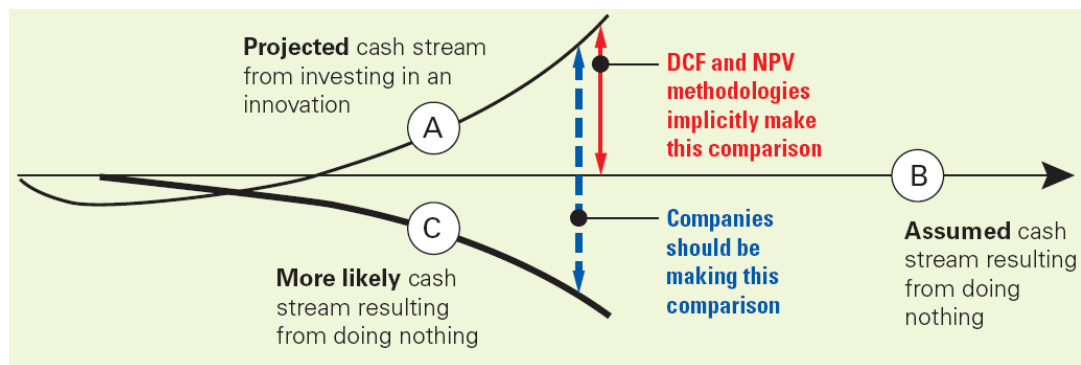 Projected cash stream
from investing in an
innovation
A
DCF and NPV
methodologies
implicitly make
this comparison
B
Assumed cash
stream resulting
from doing
nothing
C
More likely cash
stream resulting
from doing nothing
Companies
should be
making this
comparison